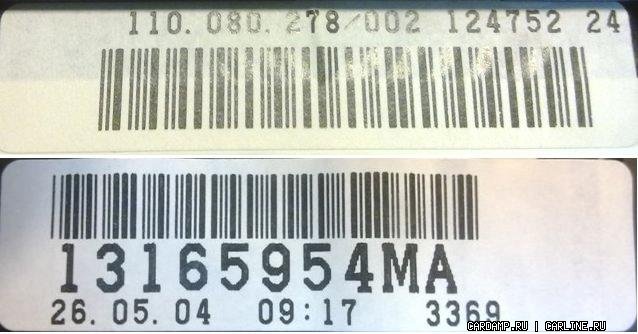 110.080.278/002 124752 24
13165954MA
26.05.04 09:17 3369
CARDAMP.RU | CARLINE.RU